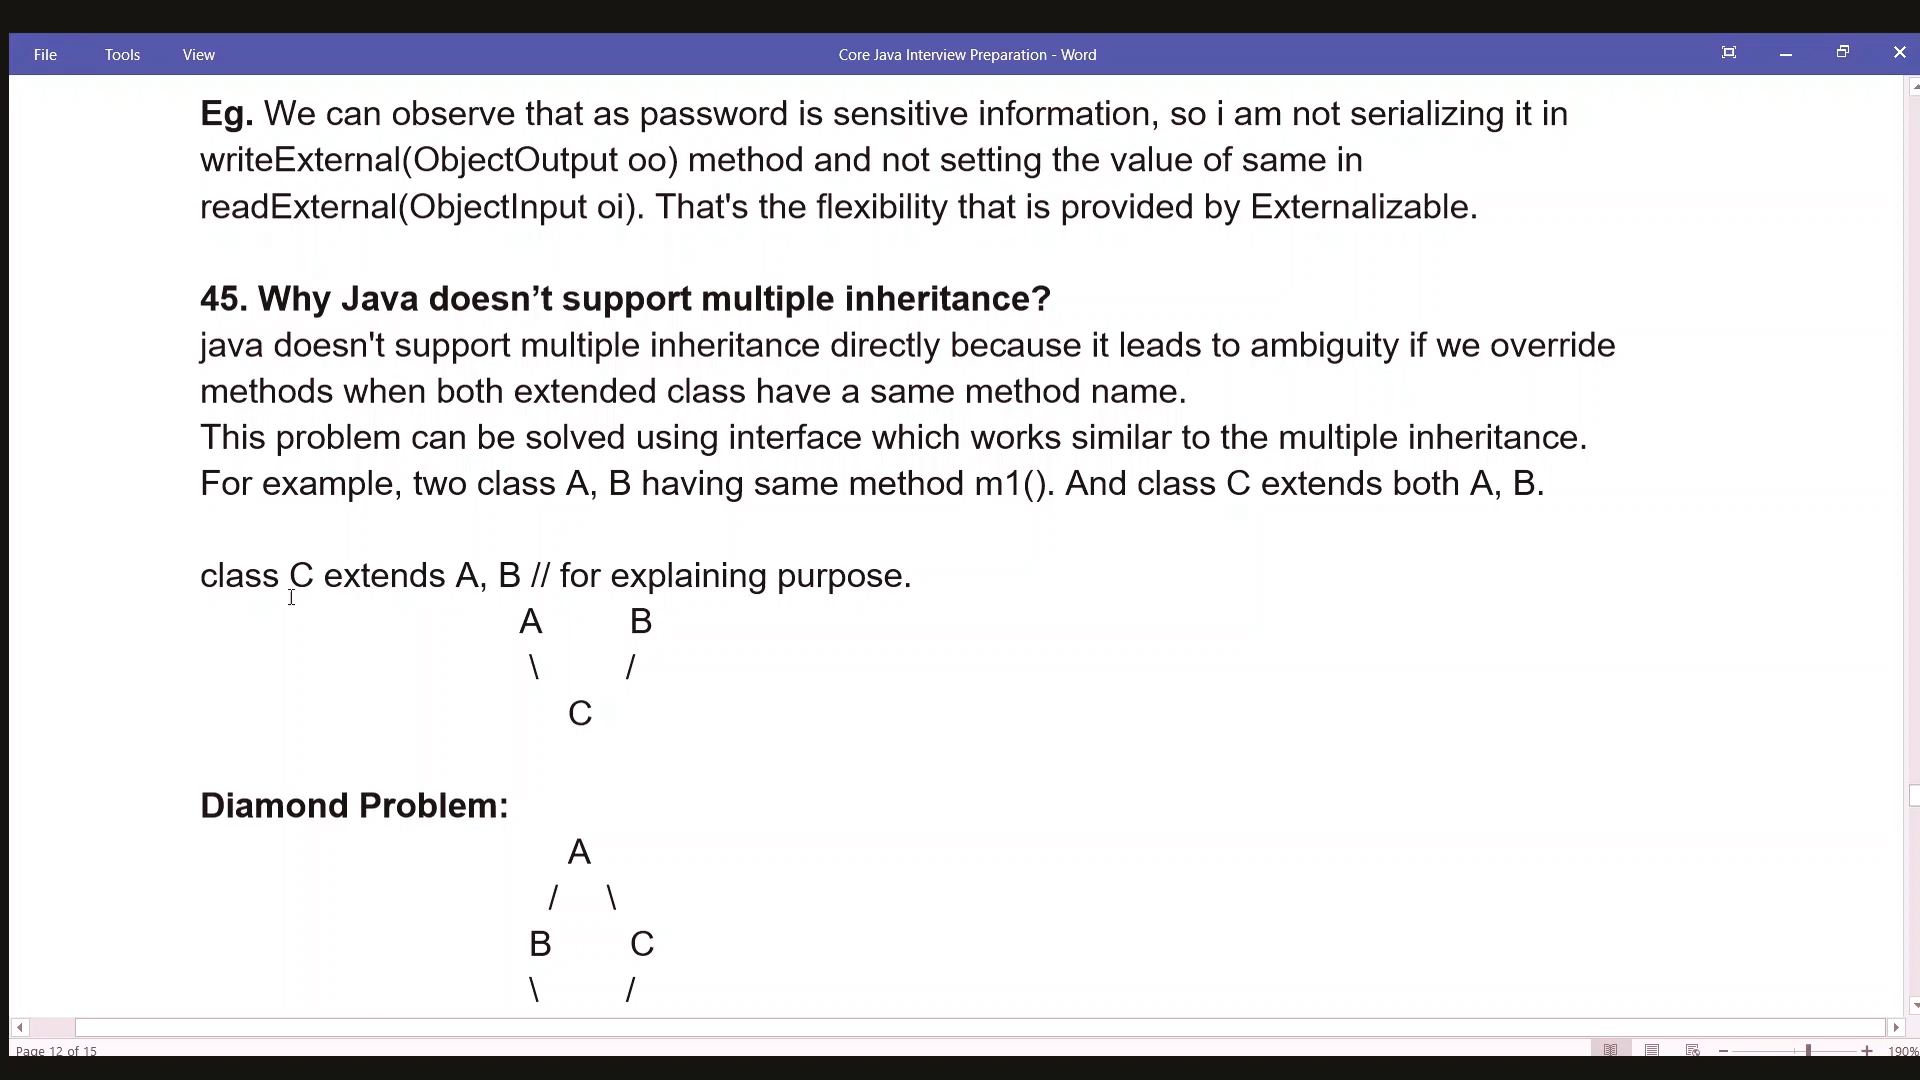 File Tools View Core Java Interview Preparation - Word
Eg. We can observe that as password is sensitive information, so i am not serializing it in
writeExternal(ObjectOutput oo) method and not setting the value of same in
readExternal(ObjectInput oi). That's the flexibility that is provided by Externalizable.
45. Why Java doesn’t support multiple inheritance?
java doesn't support multiple inheritance directly because it leads to ambiguity if we override
methods when both extended class have a same method name.
This problem can be solved using interface which works similar to the multiple inheritance.
For example, two class A, B having same method m1(). And class C extends both A, B.
class C extends A, B // for explaining purpose.
A B
\ /
C
Diamond Problem:
A
/ \
B C
\ /
Page 12 of 15 190%